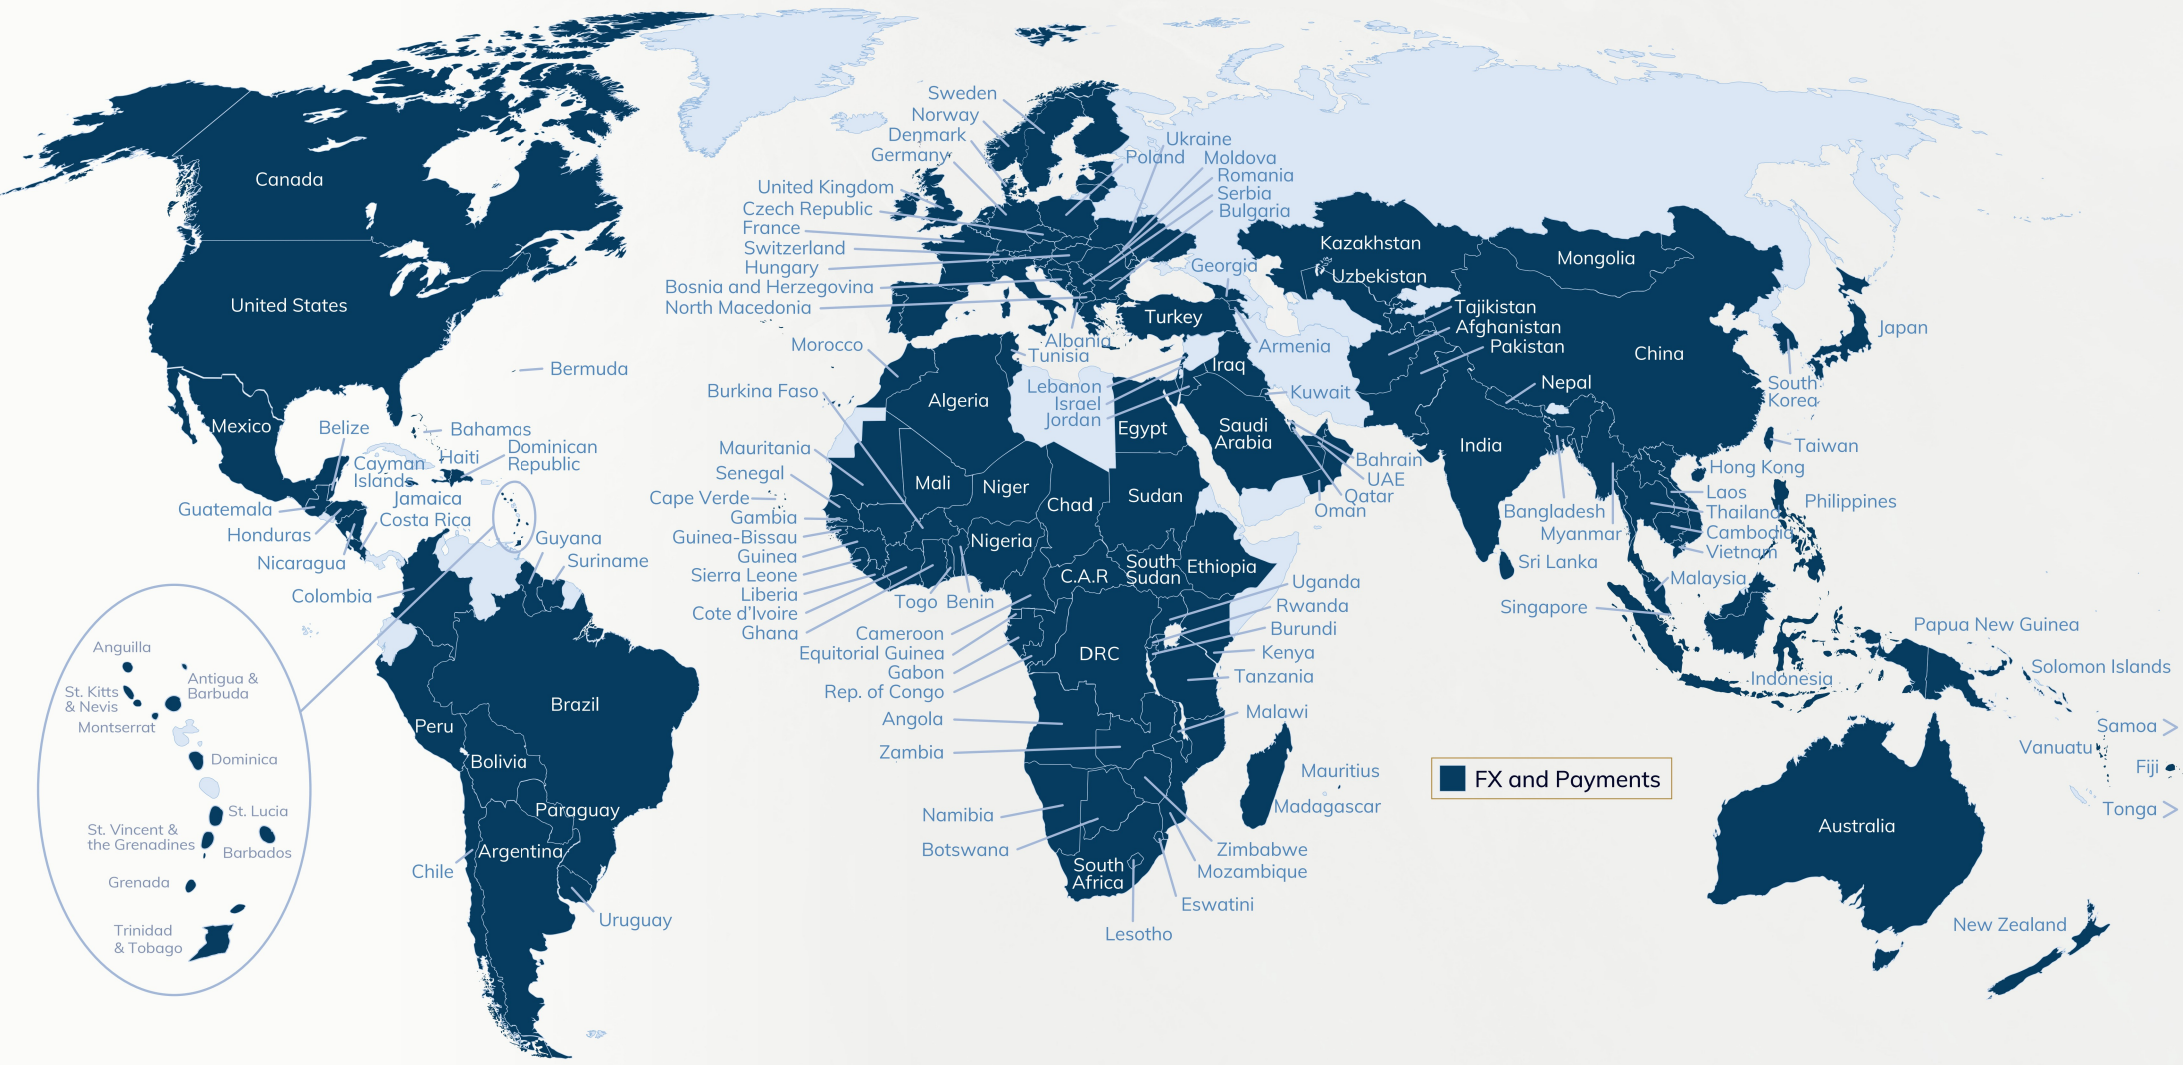 Canada
United States
Mexico
Bermuda
Belize
Bahamas
Haiti
Dominican
Republic
Cayman
Islands
Jamaica
Costa Rica
Guatemala
Honduras
Nicaragua
Colombia
Guyana
Suriname
Brazil
Peru
Bolivia
Paraguay
Argentina
Chile
Uruguay
Anguilla
Antigua &
Barbuda
St. Kitts
& Nevis
Montserrat
Dominica
St. Lucia
St. Vincent &
the Grenadines
Barbados
Grenada
Trinidad
& Tobago
Sweden
Norway
Denmark
Germany
United Kingdom
Czech Republic
France
Switzerland
Hungary
Bosnia and Herzegovina
North Macedonia
Ukraine
Poland
Moldova
Romania
Serbia
Bulgaria
Georgia
Turkey
Albania
Tunisia
Armenia
Morocco
Burkina Faso
Mauritania
Senegal
Cape Verde
Gambia
Guinea-Bissau
Guinea
Sierra Leone
Liberia
Cote d'Ivoire
Ghana
Togo
Benin
Cameroon
Equitorial Guinea
Gabon
Rep. of Congo
Angola
Zambia
Namibia
Botswana
Algeria
Mali
Niger
Chad
Nigeria
Egypt
Sudan
South
Sudan
C.A.R
Ethiopia
DRC
South
Africa
Lebanon
Israel
Jordan
Iraq
Kuwait
Saudi
Arabia
Bahrain
UAE
Qatar
Oman
Uganda
Rwanda
Burundi
Kenya
Tanzania
Malawi
Mauritius
Madagascar
Zimbabwe
Mozambique
Eswatini
Lesotho
Kazakhstan
Uzbekistan
Mongolia
Tajikistan
Afghanistan
Pakistan
China
Nepal
India
Japan
South
Korea
Taiwan
Hong Kong
Laos
Thailand
Cambodia
Vietnam
Philippines
Bangladesh
Myanmar
Sri Lanka
Malaysia
Singapore
Indonesia
Papua New Guinea
Solomon Islands
Samoa
Vanuatu
Fiji
Tonga
Australia
New Zealand
FX and Payments